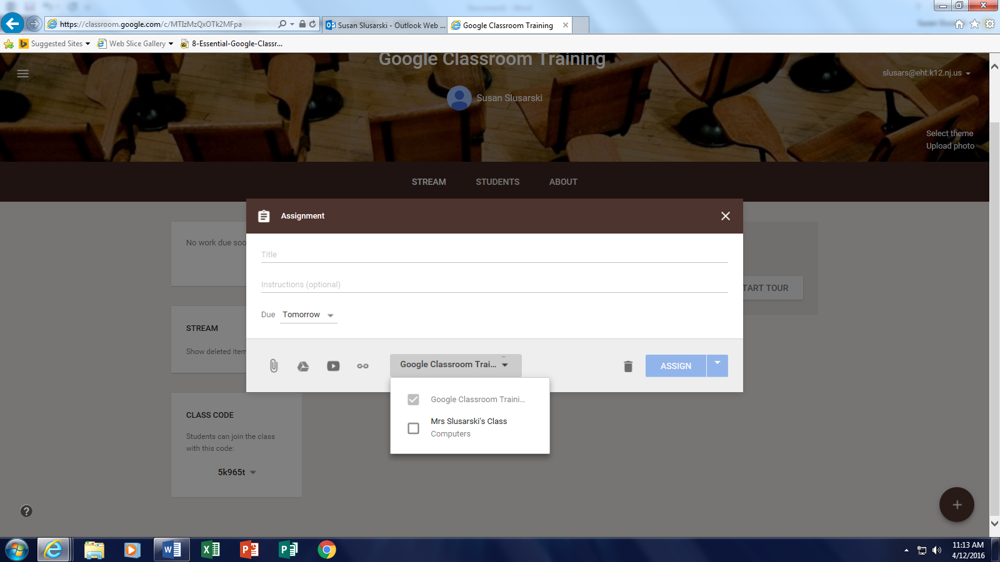 https://classroom.google.com/c/MTIzMzQxOTk2MFpa
Susan Slusarski - Outlook Web ...
Google Classroom Training
Suggested Sites
Web Slice Gallery
8-Essential-Google-Classr...
Google Classroom Training
slusars@eht.k12.nj.us
Susan Slusarski
Select theme
Upload photo
STREAM STUDENTS ABOUT
Assignment
No work due soo
Title
Instructions (optional)
TART TOUR
Due Tomorrow
STREAM
Show deleted item
Google Classroom Trai...
ASSIGN
Google Classroom Traini...
Mrs Slusarski's Class
Computers
CLASS CODE
Students can join the class
with this code:
5k965t
11:13 AM
4/12/2016